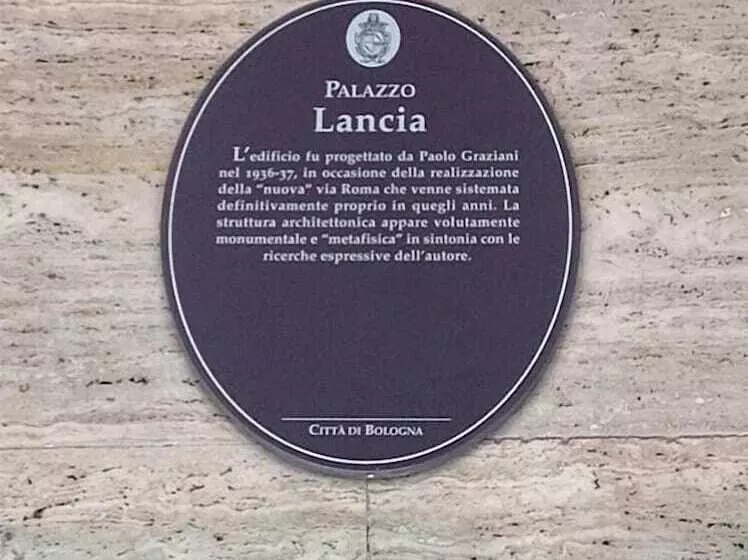 PALAZZO
Lancia
L'edificio fu progettato da Paolo Graziani
nel 1936-37, in occasione della realizzazione
della "nuova" via Roma che venne sistemata
definitivamente proprio in quegli anni. La
struttura architettonica appare volutamente
monumentale e "metafisica" in sintonia con le
ricerche espressive dell'autore.
CITTÀ DI BOLOGNA